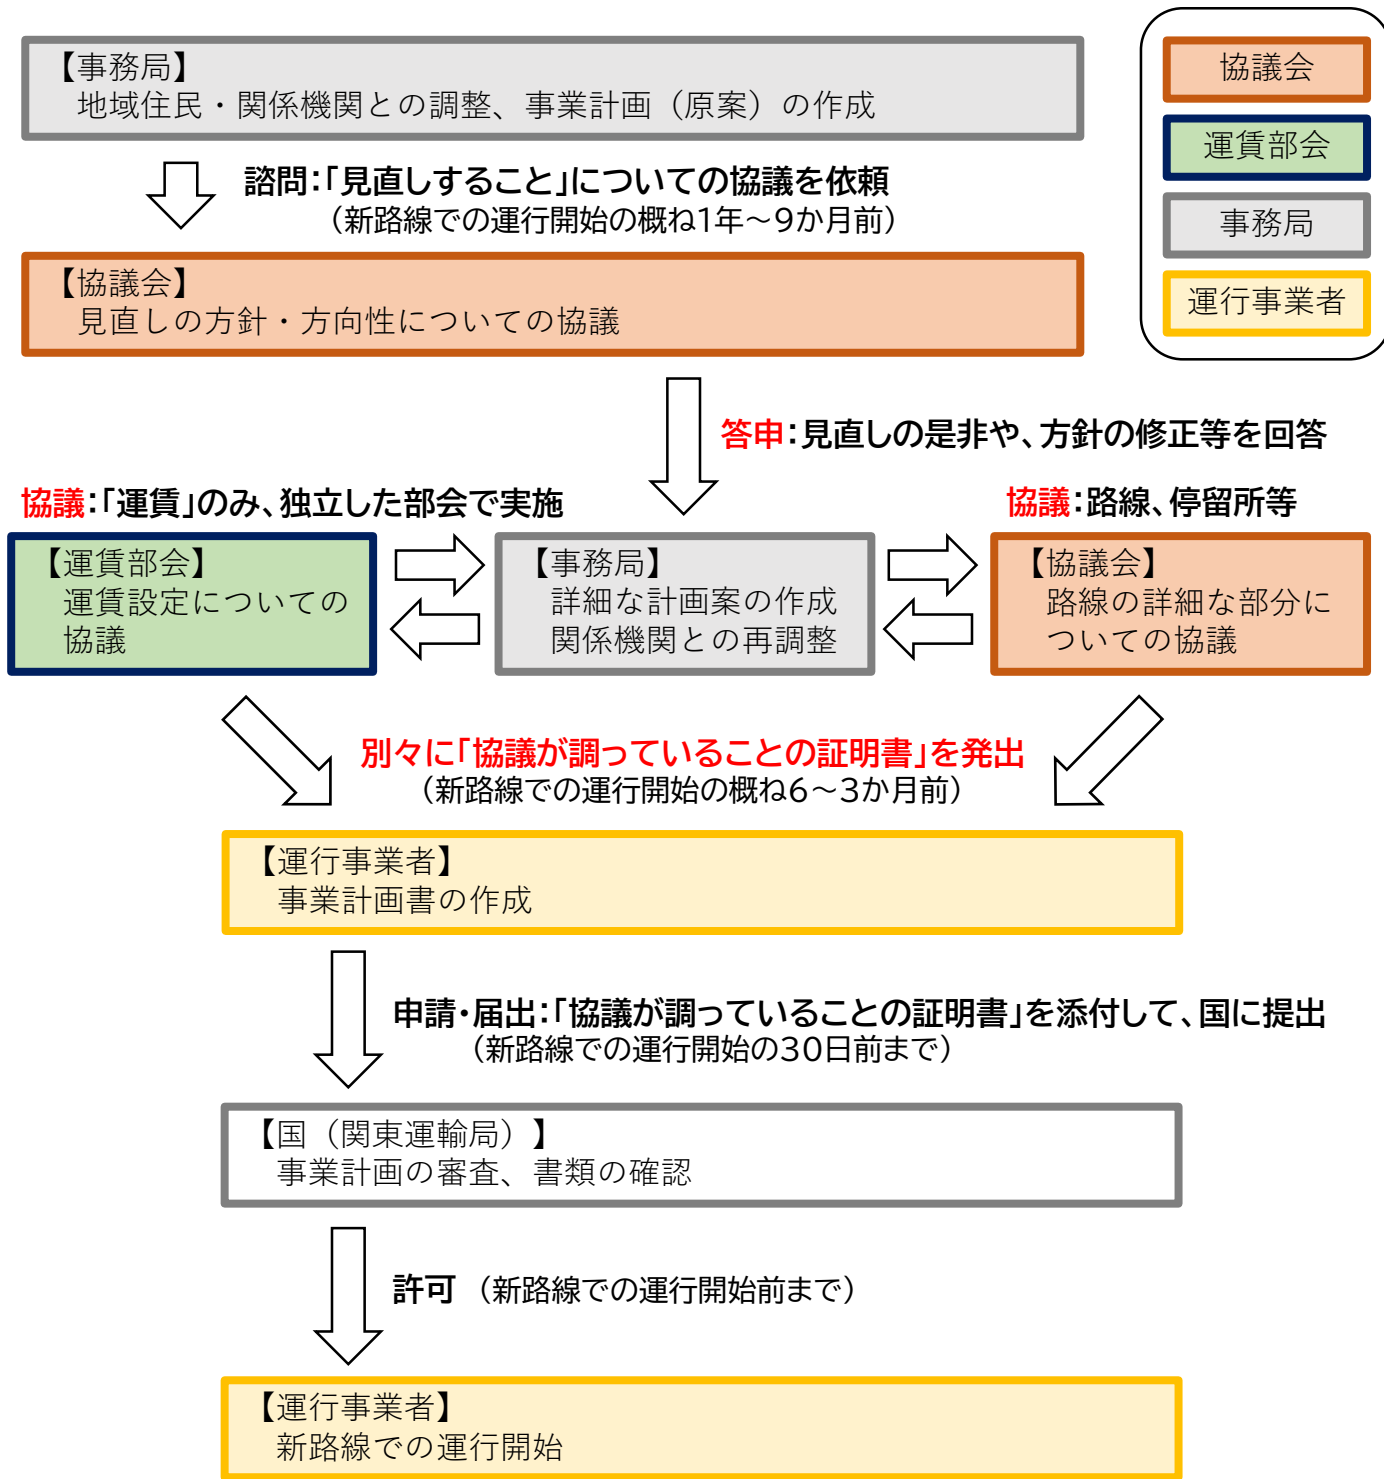 【事務局】
地域住民・関係機関との調整、事業計画（原案）の作成
協議会
運賃部会
事務局
運行事業者
諮問：「見直しすること」についての協議を依頼
（新路線での運行開始の概ね1年～9か月前）
【協議会】
見直しの方針・方向性についての協議
答申：見直しの是非や、方針の修正等を回答
協議：「運賃」のみ、独立した部会で実施
協議：路線、停留所等
【運賃部会】
運賃設定についての
協議
【事務局】
詳細な計画案の作成
関係機関との再調整
【協議会】
路線の詳細な部分に
ついての協議
別々に「協議が調っていることの証明書」を発出
（新路線での運行開始の概ね6～3か月前）
【運行事業者】
事業計画書の作成
申請・届出：「協議が調っていることの証明書」を添付して、国に提出
（新路線での運行開始の30日前まで）
【国（関東運輸局）】
事業計画の審査、書類の確認
許可 （新路線での運行開始前まで）
【運行事業者】
新路線での運行開始